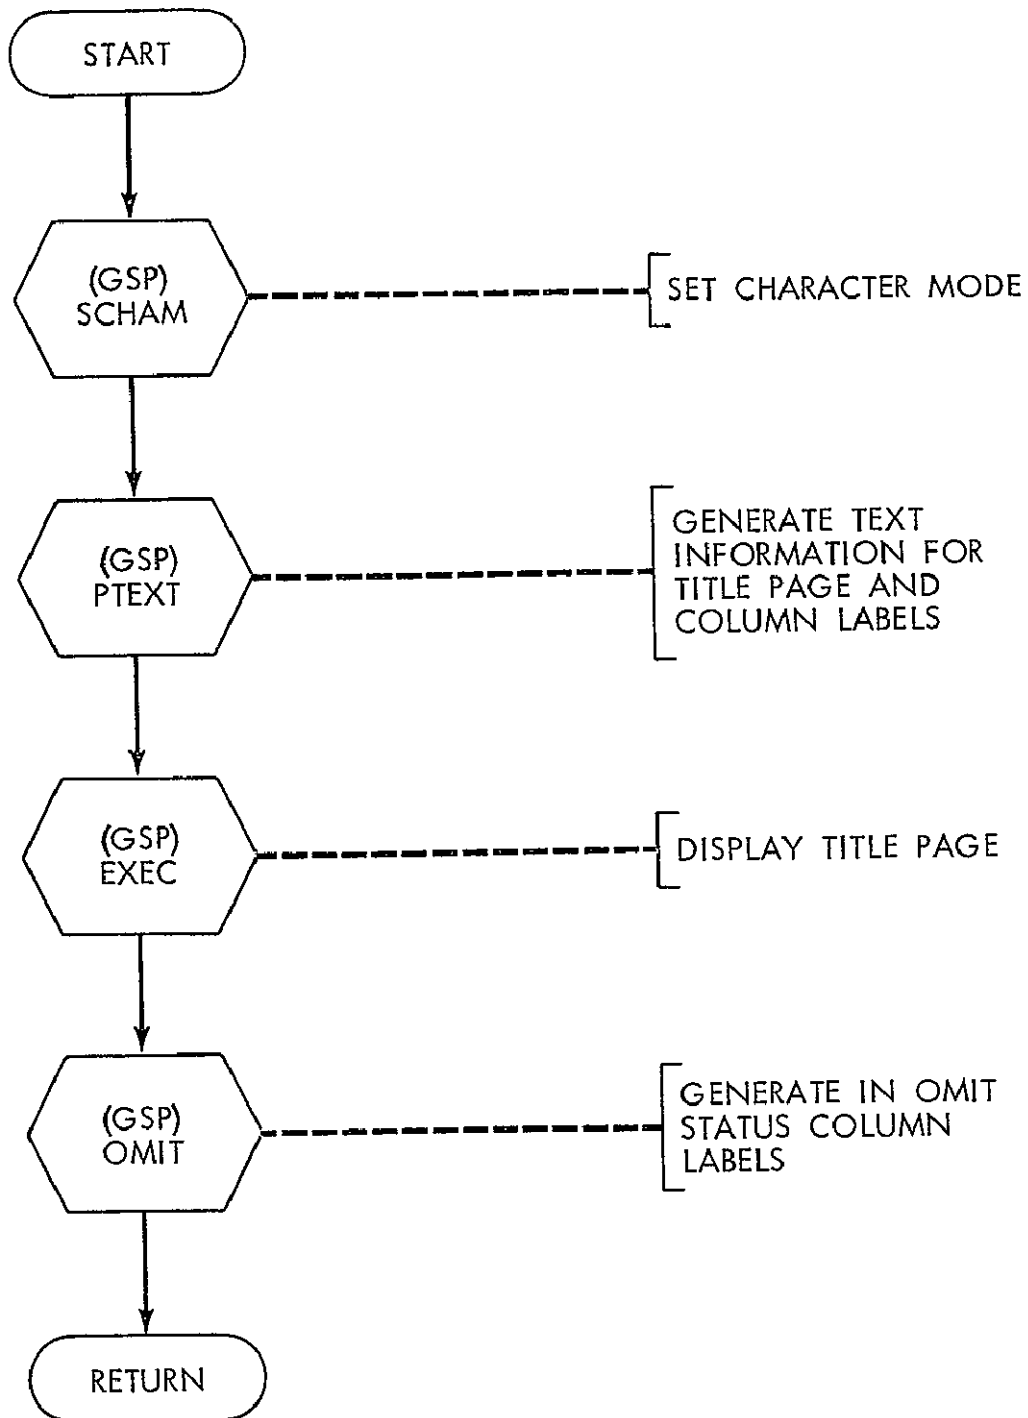 START
(GSP)
SCHAM
SET CHARACTER MODE
(GSP)
PTEXT
GENERATE TEXT
INFORMATION FOR
TITLE PAGE AND
COLUMN LABELS
(GSP)
EXEC
DISPLAY TITLE PAGE
(GSP)
OMIT
GENERATE IN OMIT
STATUS COLUMN
LABELS
RETURN